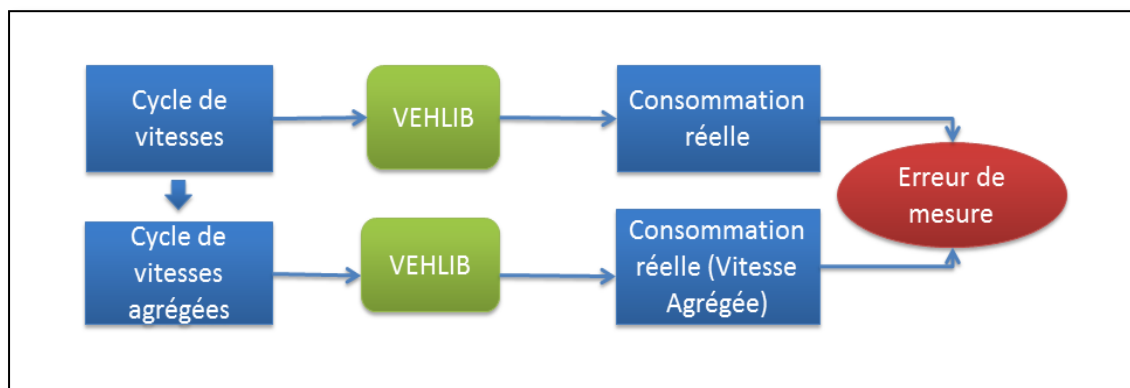 Cycle de
vitesses
VEHLIB
Consommation
réelle
Erreur de
mesure
Cycle de
vitesses
agrégées
VEHLIB
Consommation
réelle (Vitesse
Agrégée)